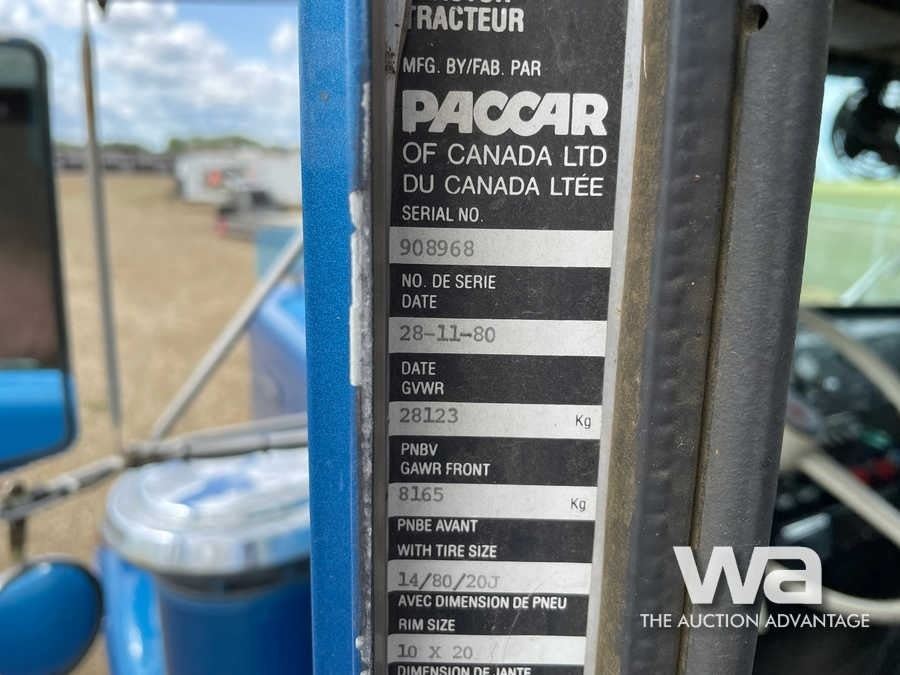 TRACTEUR
MFG. BY/FAB. PAR
PACCAR
OF CANADA LTD
DU CANADA LTÉE
SERIAL NO.
908968
NO. DE SERIE
DATE
28-11-80
DATE
GVWR
28123 Kg
PNBV
GAWR FRONT
8165 Kg
PNBE AVANT
WITH TIRE SIZE
14/80/20J
AVEC DIMENSION DE PNEU
RIM SIZE
10 X 20
DIMENSION DE JANTE
wa
THE AUCTION ADVANTAGE